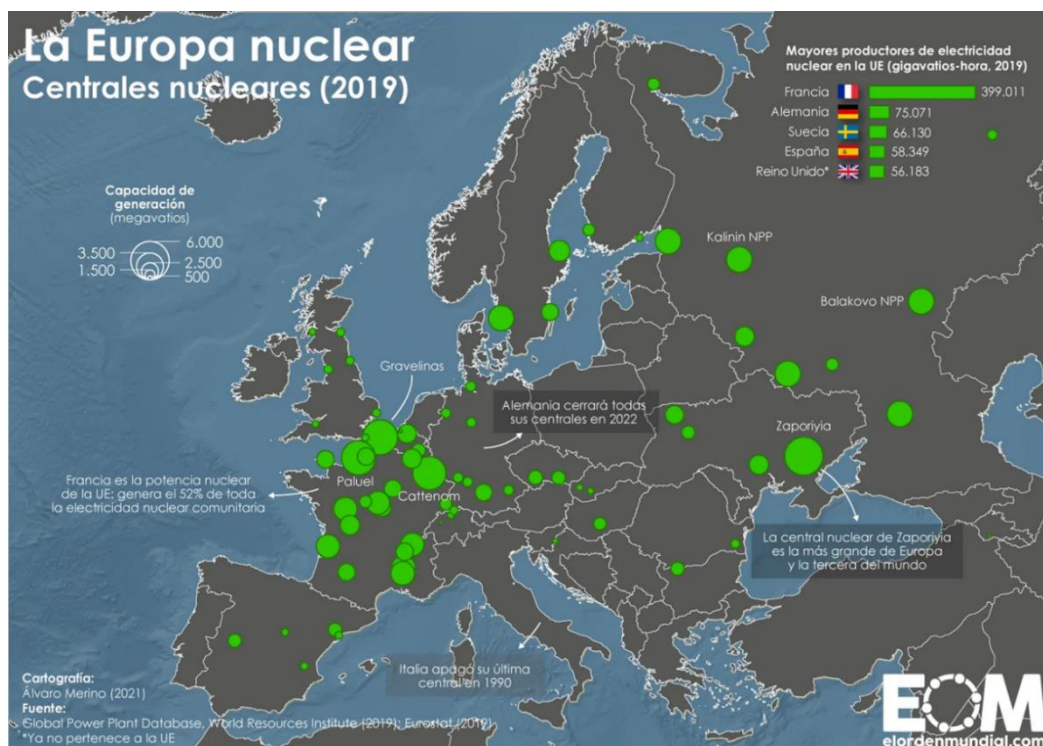 La Europa nuclear
Centrales nucleares (2019)
Mayores productores de electricidad
nuclear en la UE (gigavatios-hora, 2019)
Francia 399.011
Alemania 75.071
Suecia 66.130
España 58.349
Reino Unido* 56.183
Capacidad de
generación
(megavatios)
6.000
3.500
2.500
1.500
500
Kalinin NPP
Balakovo NPP
Gravelinas
Alemania cerrará todas
sus centrales en 2022
Zaporiyia
Francia es la potencia nuclear
de la UE: genera el 52% de toda
la electricidad nuclear comunitaria
Paluel
Cattenom
La central nuclear de Zaporiyia
es la más grande de Europa
y la tercera del mundo
Italia apagó su última
central en 1990
Cartografía:
Álvaro Merino (2021)
Fuente:
Global Power Plant Database, World Resources Institute (2019); Eurostat (2019)
*Ya no pertenece a la UE
EOM
elordenmundial.com